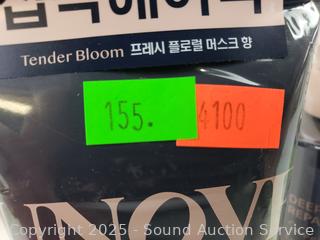 Tender Bloom 프레시 플로럴 머스크 향
155.
4100
DEEP
REPA
Copyright 2025 - Sound Auction Service